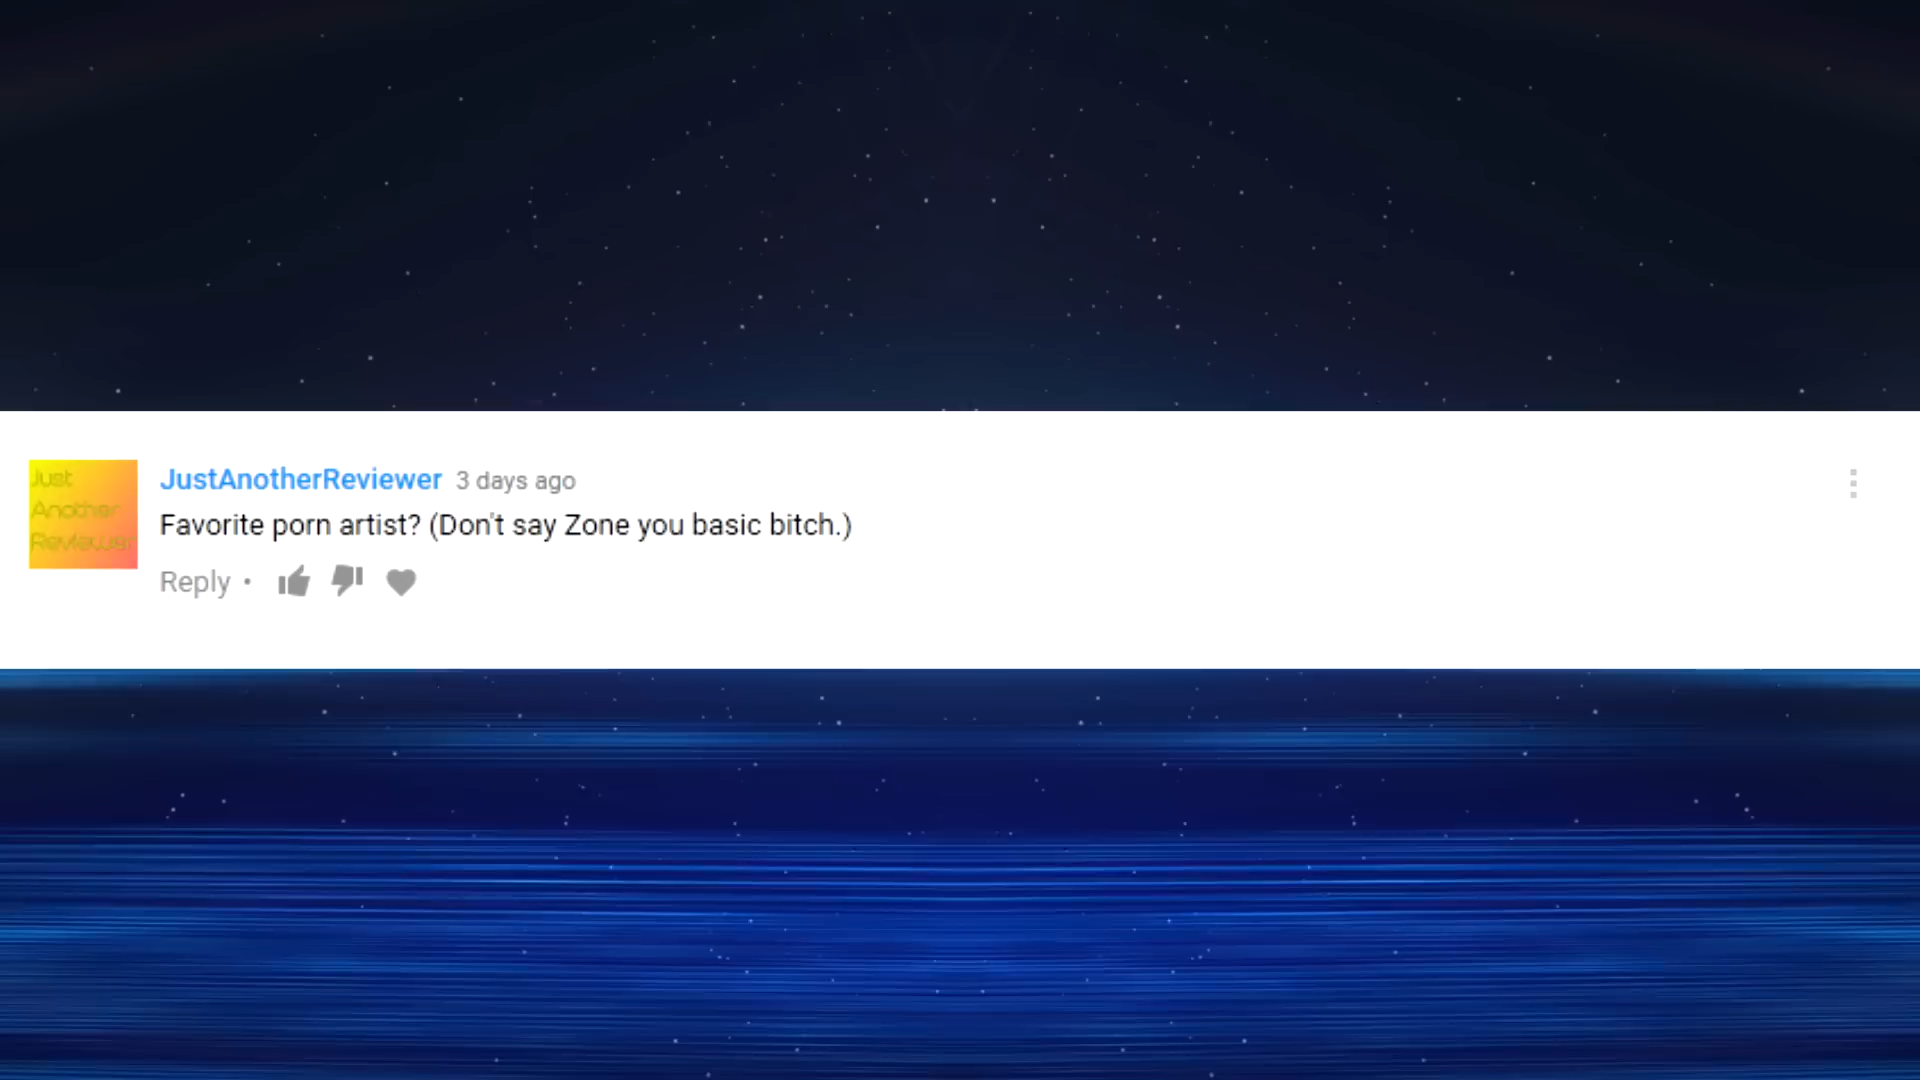 Just
Another
Reviewer
JustAnotherReviewer 3 days ago
Favorite porn artist? (Don't say Zone you basic bitch.)
Reply •